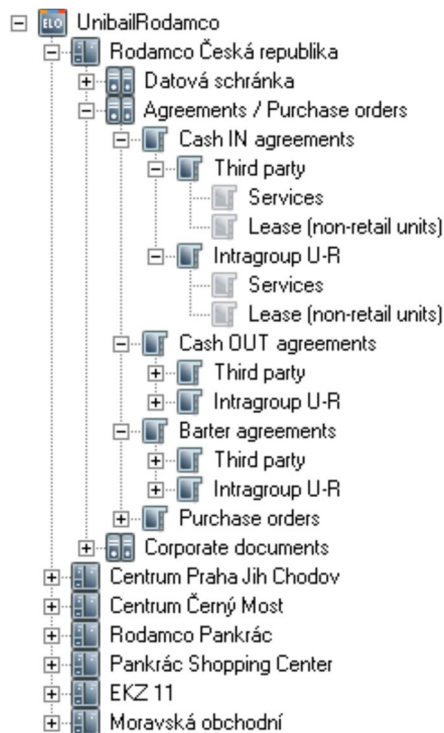 ELO UnibailRodamco
Rodamco Česká republika
Datová schránka
Agreements / Purchase orders
Cash IN agreements
Third party
Services
Lease (non-retail units)
Intragroup U-R
Services
Lease (non-retail units)
Cash OUT agreements
Third party
Intragroup U-R
Barter agreements
Third party
Intragroup U-R
Purchase orders
Corporate documents
Centrum Praha Jih Chodov
Centrum Černý Most
Rodamco Pankrác
Pankrác Shopping Center
EKZ 11
Moravská obchodní